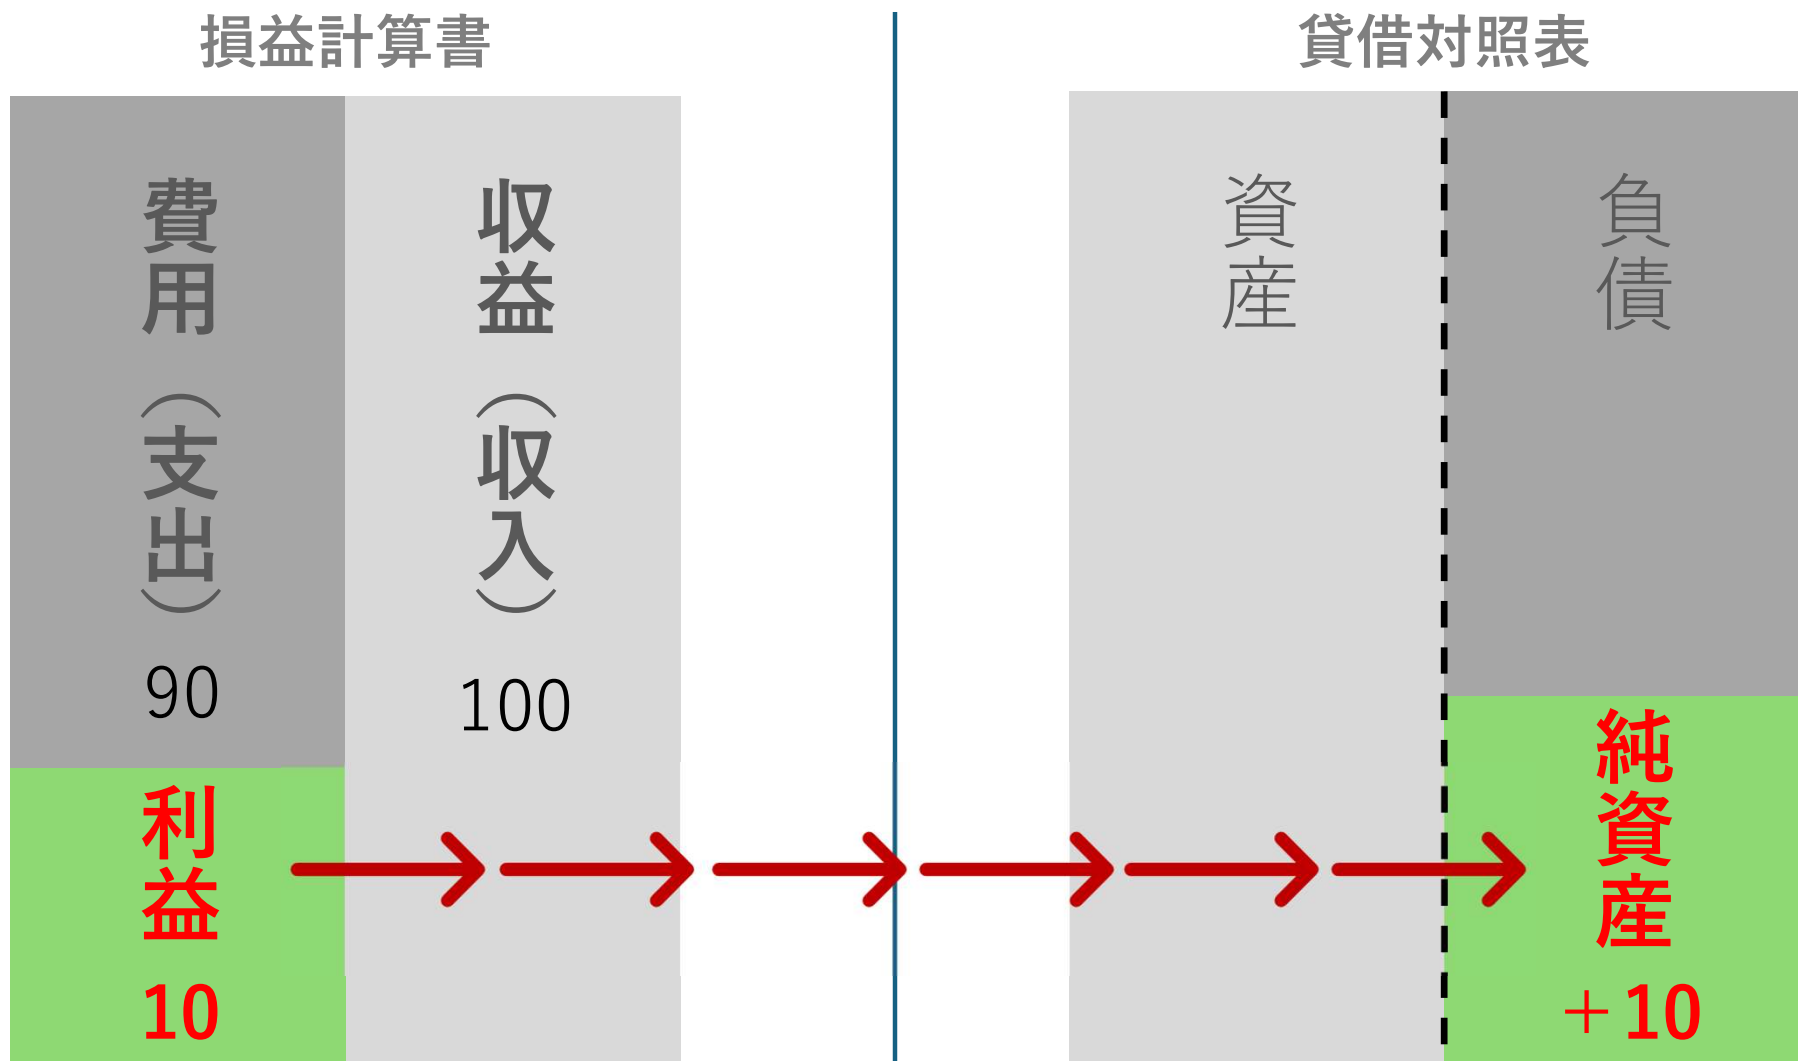 損益計算書
費用（支出）
90
利益
10
収益（収入）
100
貸借対照表
資産
負債
純資産
＋10